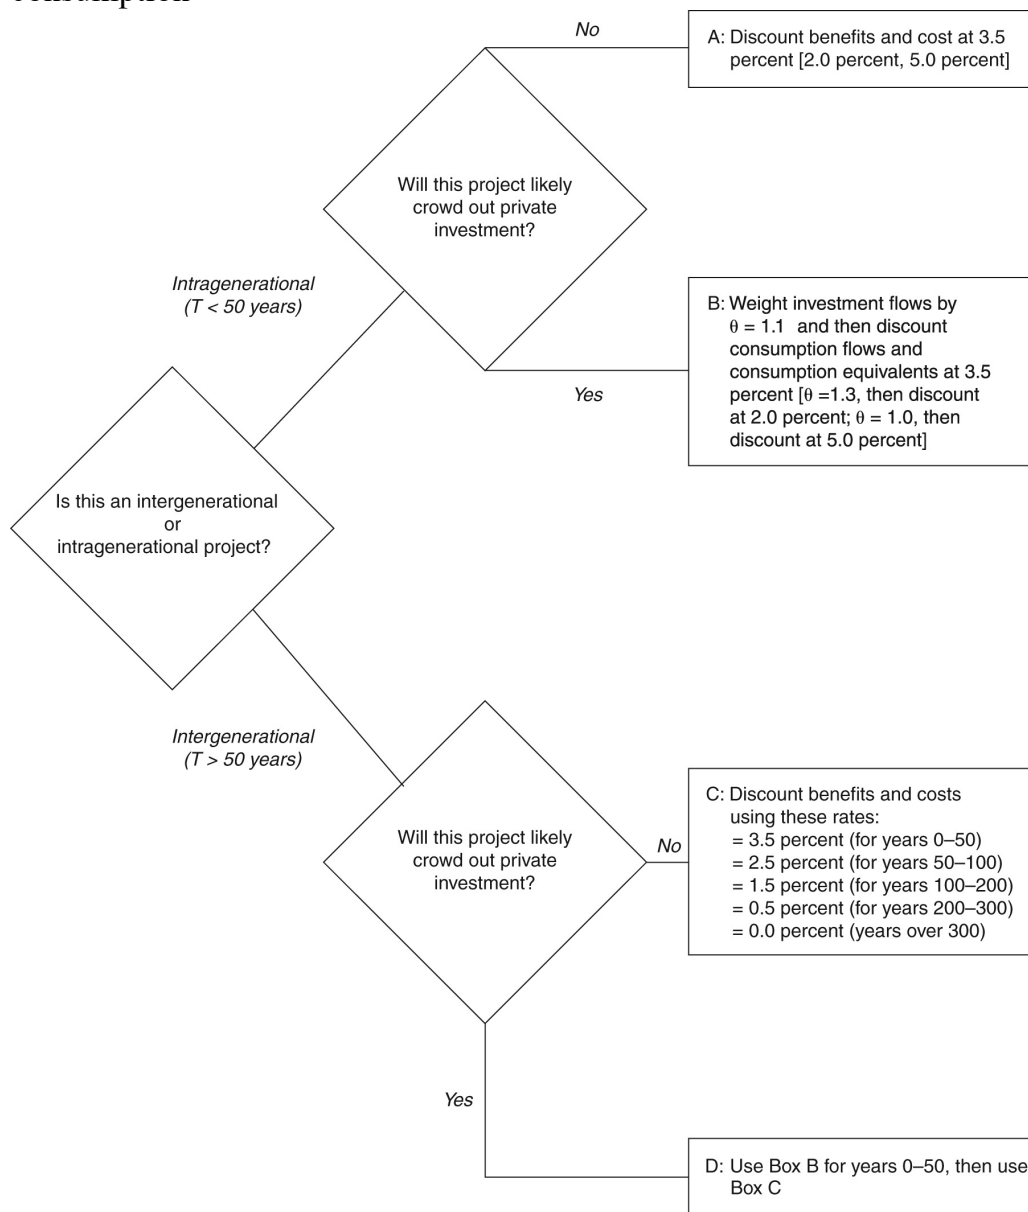 consumption
No
A: Discount benefits and cost at 3.5
percent [2.0 percent, 5.0 percent]
Will this project likely
crowd out private
investment?
Intragenerational
(T < 50 years)
B: Weight investment flows by
θ = 1.1 and then discount
consumption flows and
consumption equivalents at 3.5
percent [θ =1.3, then discount
at 2.0 percent; θ = 1.0, then
discount at 5.0 percent]
Yes
Is this an intergenerational
or
intragenerational project?
Intergenerational
(T > 50 years)
Will this project likely
crowd out private
investment?
No
C: Discount benefits and costs
using these rates:
= 3.5 percent (for years 0–50)
= 2.5 percent (for years 50–100)
= 1.5 percent (for years 100–200)
= 0.5 percent (for years 200–300)
= 0.0 percent (years over 300)
Yes
D: Use Box B for years 0–50, then use
Box C